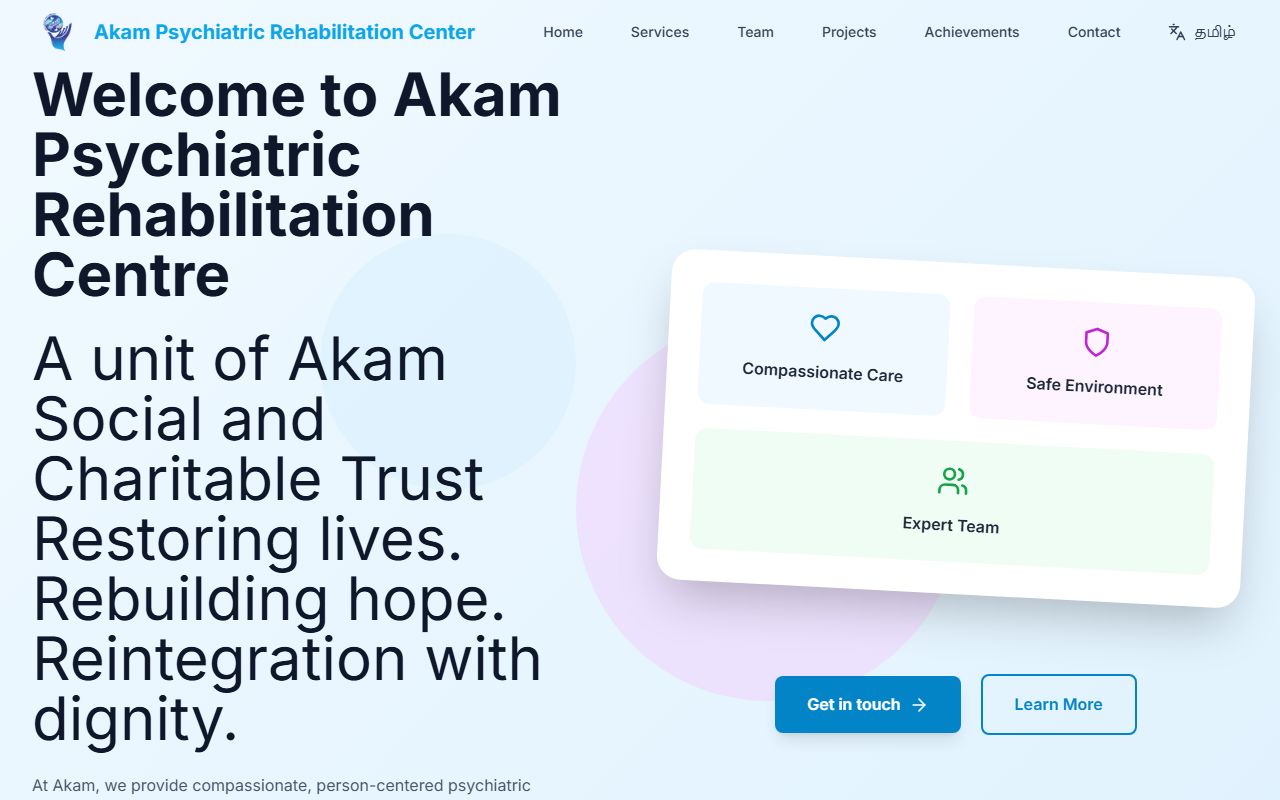 Akam Psychiatric Rehabilitation Center
Home
Services
Team
Projects
Achievements
Contact
தமிழ்
Welcome to Akam
Psychiatric
Rehabilitation
Centre
A unit of Akam
Social and
Charitable Trust
Restoring lives.
Rebuilding hope.
Reintegration with
dignity.
At Akam, we provide compassionate, person-centered psychiatric
Compassionate Care
Safe Environment
Expert Team
Get in touch
Learn More